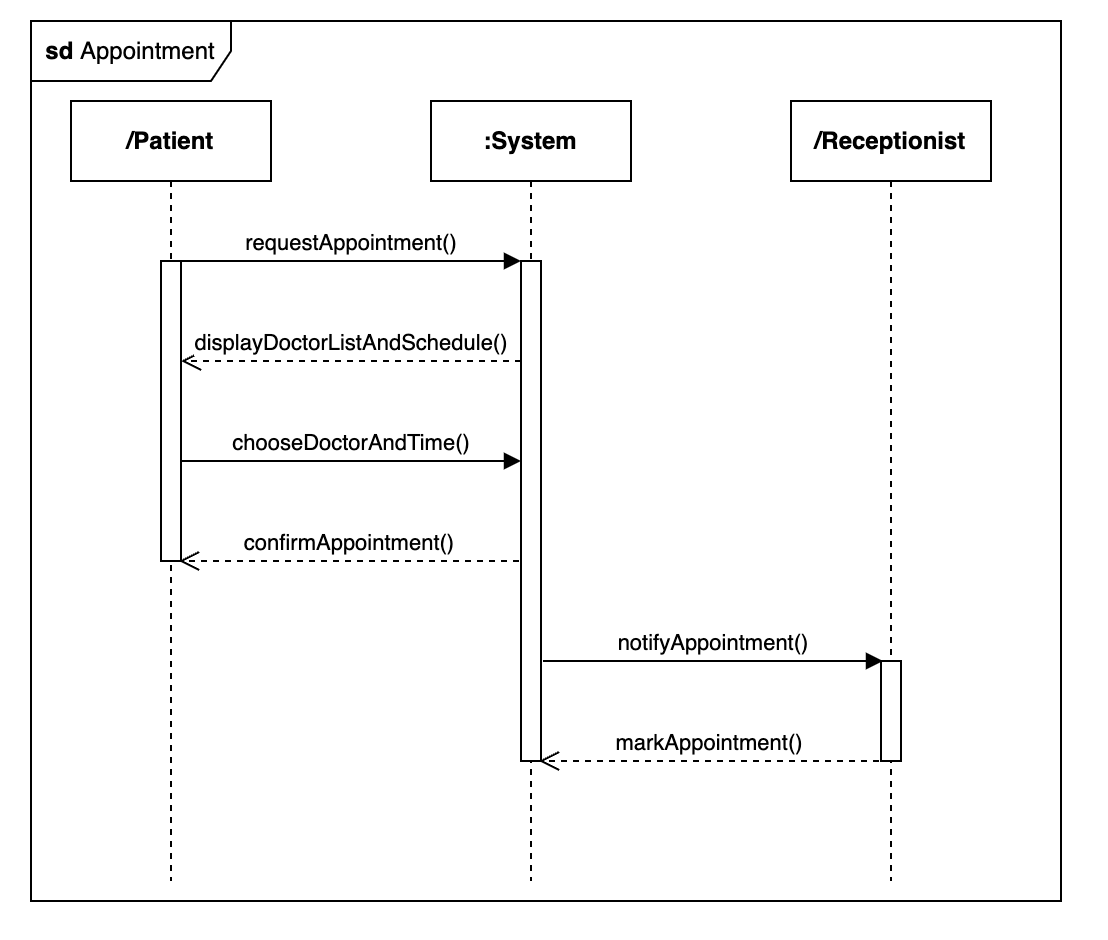 sd Appointment
/Patient
:System
/Receptionist
requestAppointment()
displayDoctorListAndSchedule()
chooseDoctorAndTime()
confirmAppointment()
notifyAppointment()
markAppointment()